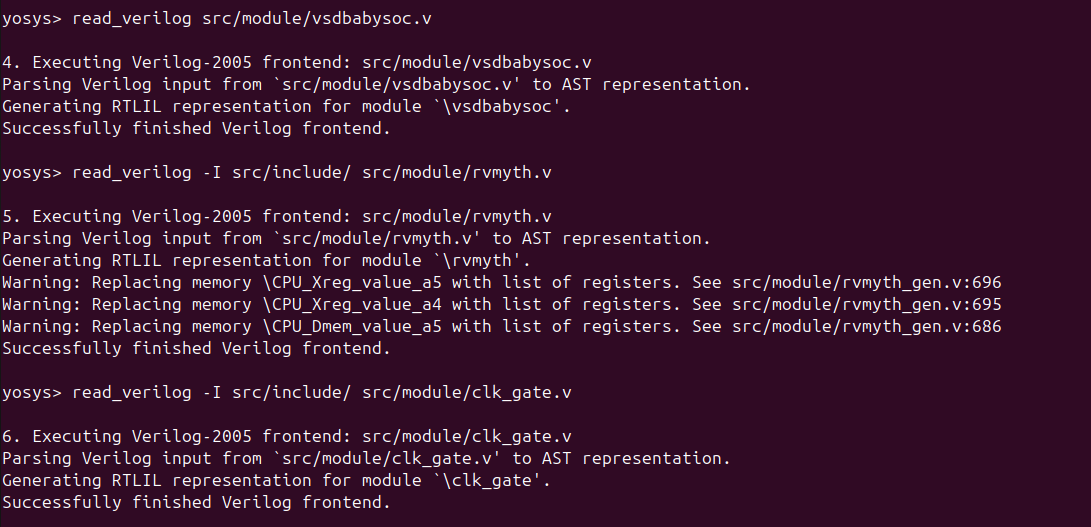 yosys> read_verilog src/module/vsdbabysoc.v
4. Executing Verilog-2005 frontend: src/module/vsdbabysoc.v
Parsing Verilog input from `src/module/vsdbabysoc.v' to AST representation.
Generating RTLIL representation for module `\vsdbabysoc'.
Successfully finished Verilog frontend.
yosys> read_verilog -I src/include/ src/module/rvmyth.v
5. Executing Verilog-2005 frontend: src/module/rvmyth.v
Parsing Verilog input from `src/module/rvmyth.v' to AST representation.
Generating RTLIL representation for module `\rvmyth'.
Warning: Replacing memory \CPU_Xreg_value_a5 with list of registers. See src/module/rvmyth_gen.v:696
Warning: Replacing memory \CPU_Xreg_value_a4 with list of registers. See src/module/rvmyth_gen.v:695
Warning: Replacing memory \CPU_Dmem_value_a5 with list of registers. See src/module/rvmyth_gen.v:686
Successfully finished Verilog frontend.
yosys> read_verilog -I src/include/ src/module/clk_gate.v
6. Executing Verilog-2005 frontend: src/module/clk_gate.v
Parsing Verilog input from `src/module/clk_gate.v' to AST representation.
Generating RTLIL representation for module `\clk_gate'.
Successfully finished Verilog frontend.